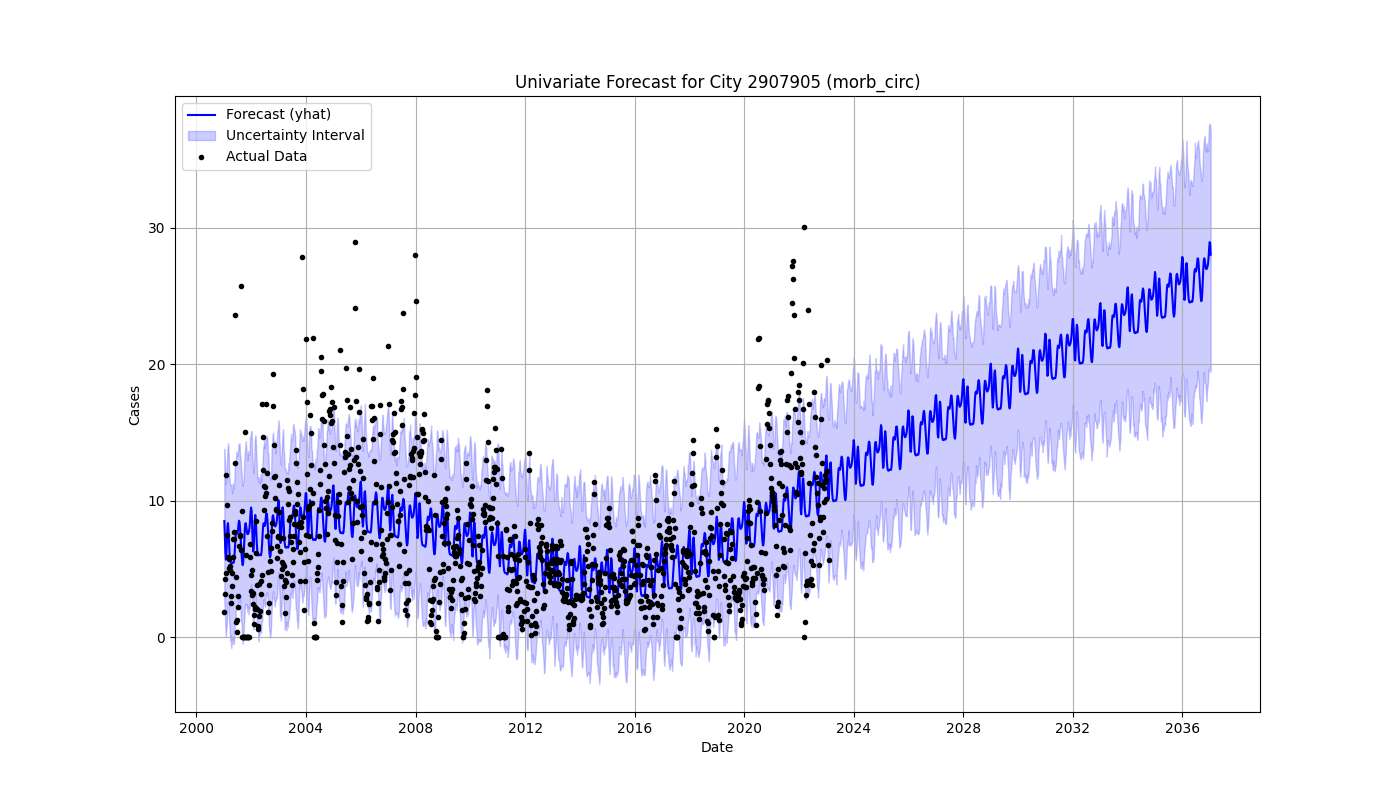 Univariate Forecast for City 2907905 (morb_circ)
Forecast (yhat)
Uncertainty Interval
Actual Data
Cases
30
20
10
0
2000 2004 2008 2012 2016 2020 2024 2028 2032 2036
Date